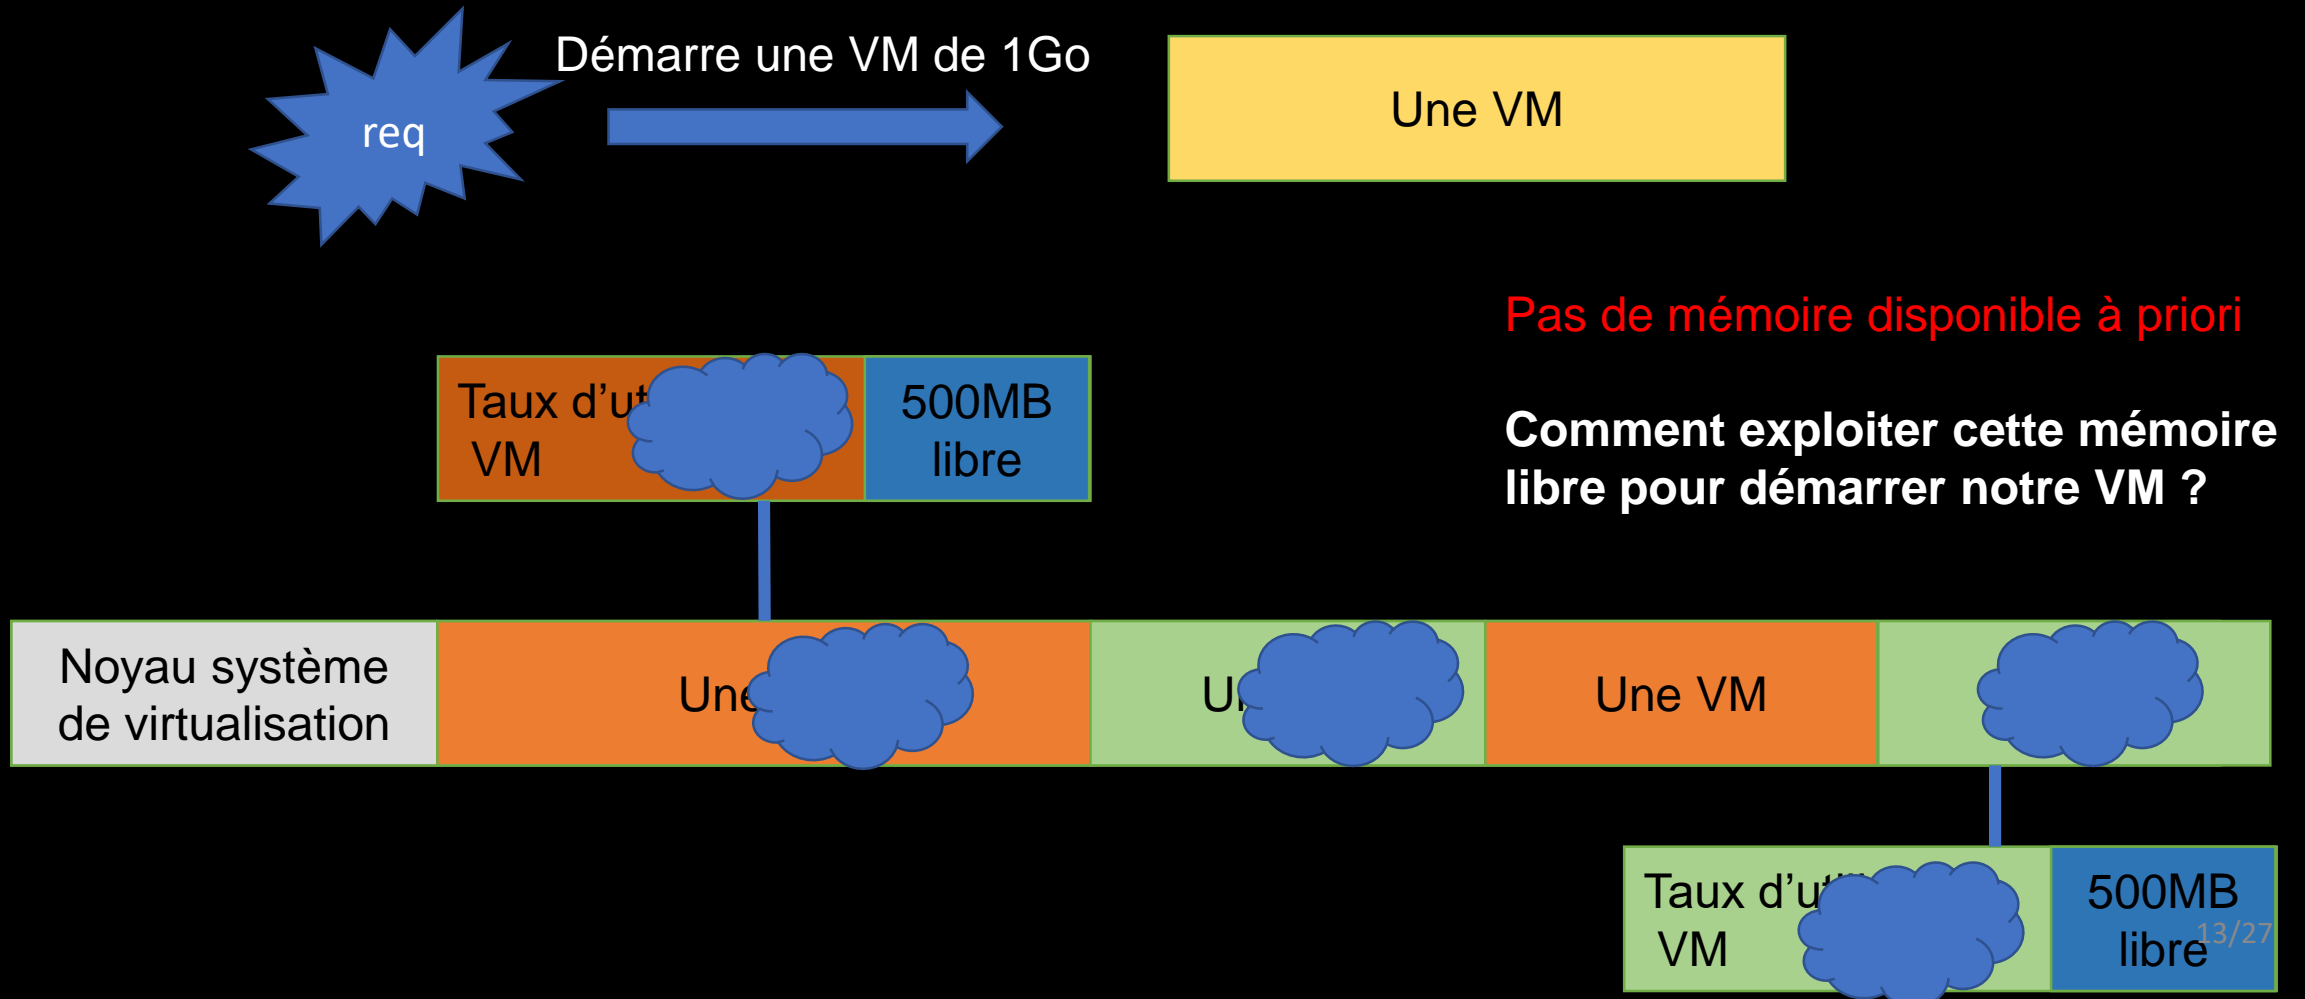 Démarre une VM de 1Go
req
Une VM
Pas de mémoire disponible à priori
Taux d'
VM
500MB
libre
Comment exploiter cette mémoire
libre pour démarrer notre VM ?
Noyau système
de virtualisation
Une
Une VM
Taux d'
VM
500MB
libre
13/27